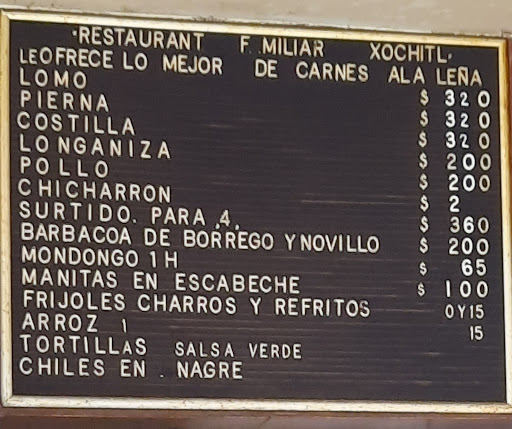 ·RESTAURANT F.MILIAR XOCHITL.
LEOFRECE LO MEJOR DE CARNES ALA LEÑA
LOMO $ 320
PIERNA $ 320
COSTILLA $ 320
LONGANIZA $ 200
POLLO $ 200
CHICHARRON $ 2
SURTIDO. PARA .4. $ 360
BARBACOA DE BORREGO Y NOVILLO $ 200
MONDONGO 1 H $ 65
MANITAS EN ESCABECHE $ 100
FRIJOLES CHARROS Y REFRITOS 0Y15
ARROZ 1 15
TORTILLAS SALSA VERDE
CHILES EN . NAGRE